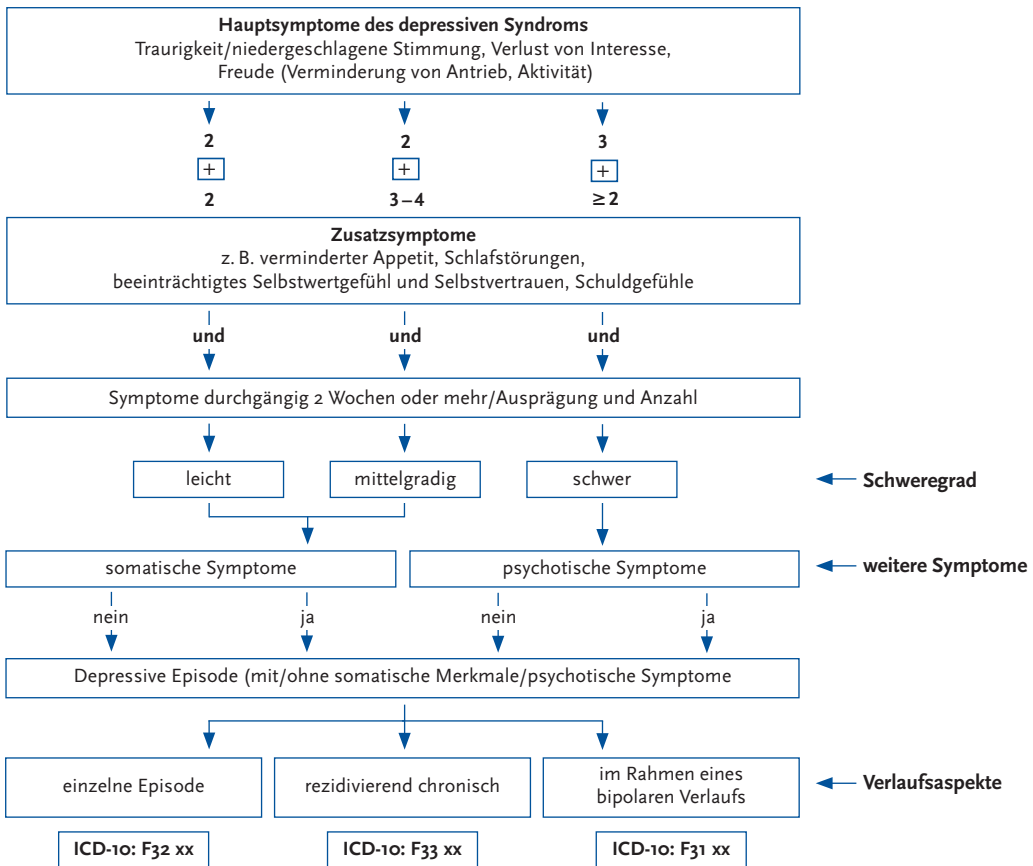 Hauptsymptome des depressiven Syndroms
Traurigkeit/niedergeschlagene Stimmung, Verlust von Interesse,
Freude (Verminderung von Antrieb, Aktivität)
2 2 3
+ + +
2 3–4 ≥ 2
Zusatzsymptome
z. B. verminderter Appetit, Schlafstörungen,
beeinträchtigtes Selbstwertgefühl und Selbstvertrauen, Schuldgefühle
und und und
Symptome durchgängig 2 Wochen oder mehr/Ausprägung und Anzahl
leicht mittelgradig schwer Schweregrad
somatische Symptome psychotische Symptome weitere Symptome
nein ja nein ja
Depressive Episode (mit/ohne somatische Merkmale/psychotische Symptome
einzelne Episode rezidivierend chronisch im Rahmen eines
bipolaren Verlaufs Verlaufsaspekte
ICD-10: F32 xx ICD-10: F33 xx ICD-10: F31 xx